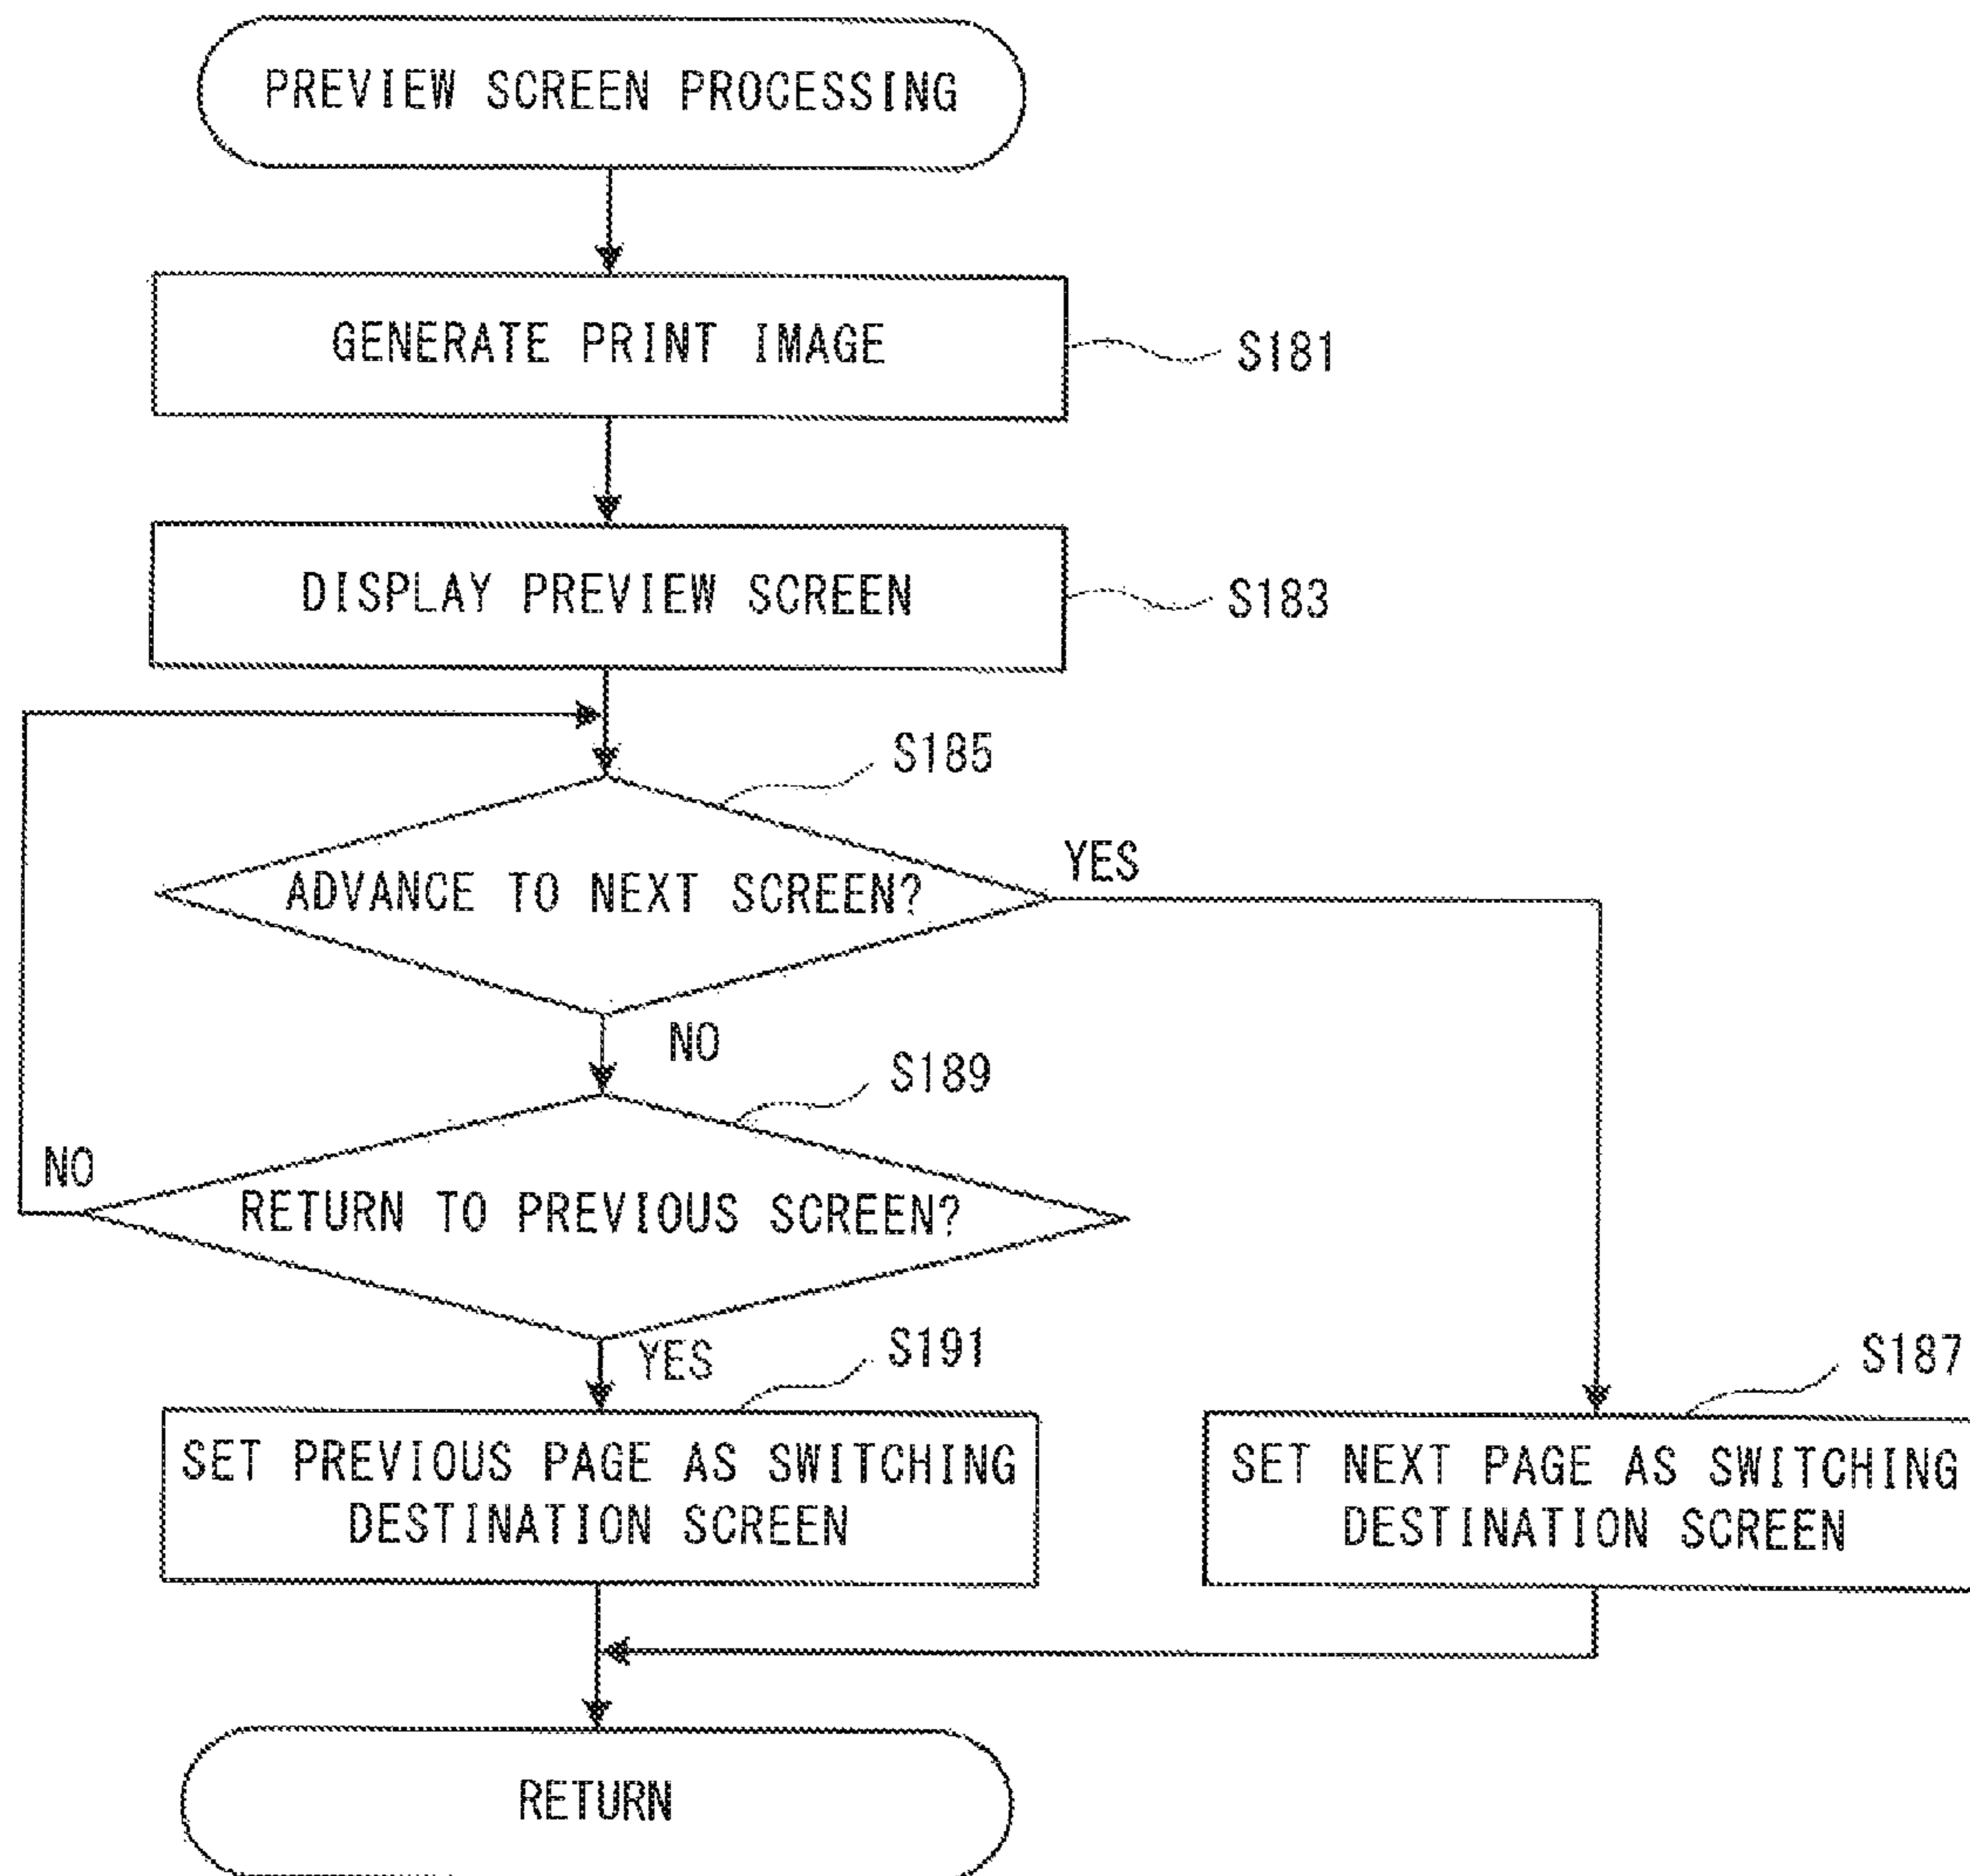 PREVIEW SCREEN PROCESSING
GENERATE PRINT IMAGE
S181
DISPLAY PREVIEW SCREEN
S183
S185
ADVANCE TO NEXT SCREEN?
YES
NO
S189
NO
RETURN TO PREVIOUS SCREEN?
YES
S191
S187
SET PREVIOUS PAGE AS SWITCHING
DESTINATION SCREEN
SET NEXT PAGE AS SWITCHING
DESTINATION SCREEN
RETURN